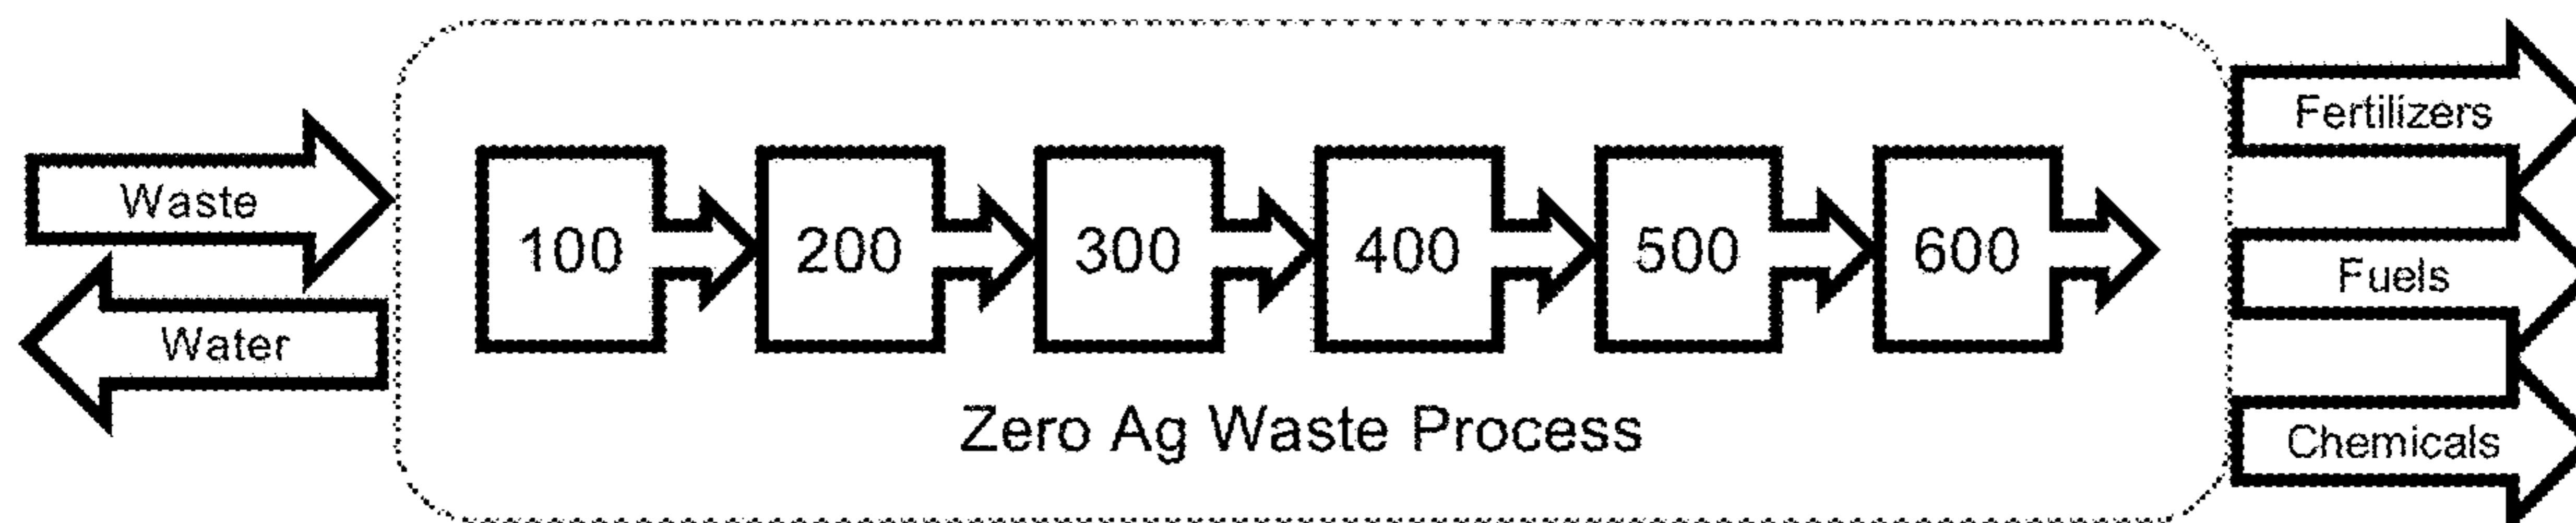 Waste
Water
100
200
300
400
500
600
Zero Ag Waste Process
Fertilizers
Fuels
Chemicals